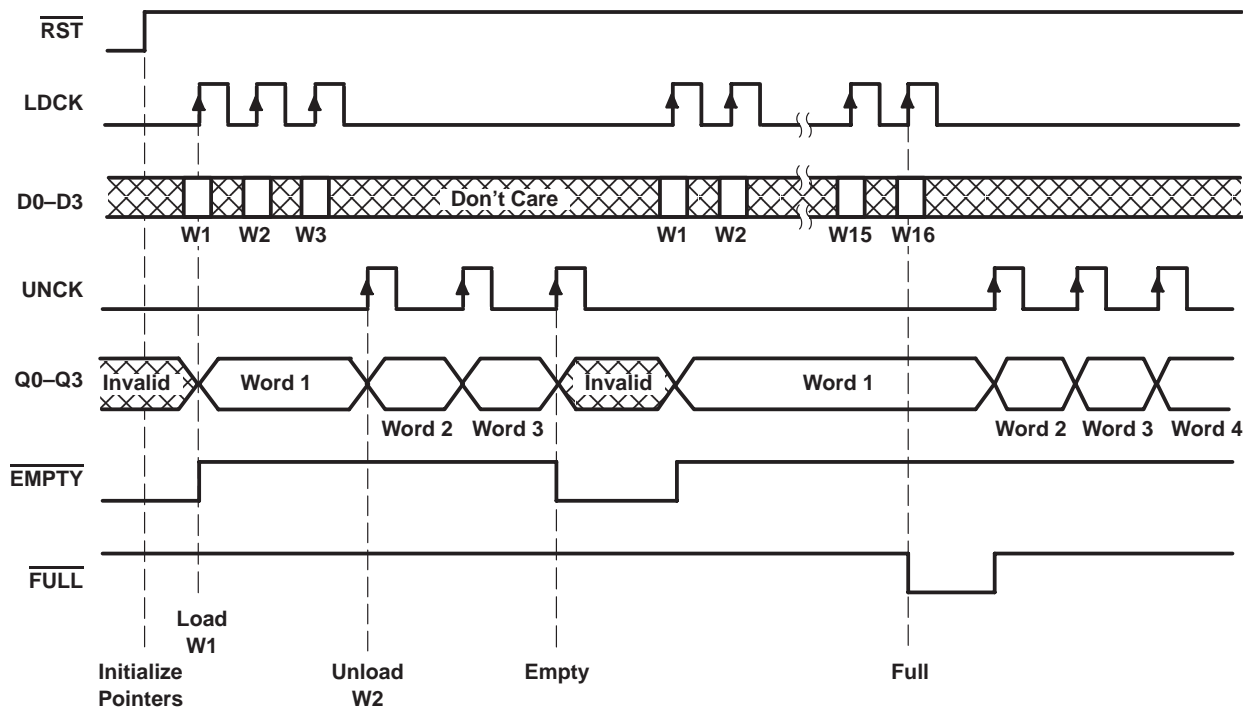 RST
LDCK
D0–D3
Don't Care
W1 W2 W3 W1 W2 W15 W16
UNCK
Q0–Q3
Invalid Word 1 Invalid Word 1
Word 2 Word 3 Word 2 Word 3 Word 4
EMPTY
FULL
Load
W1
Initialize
Pointers
Unload
W2
Empty
Full